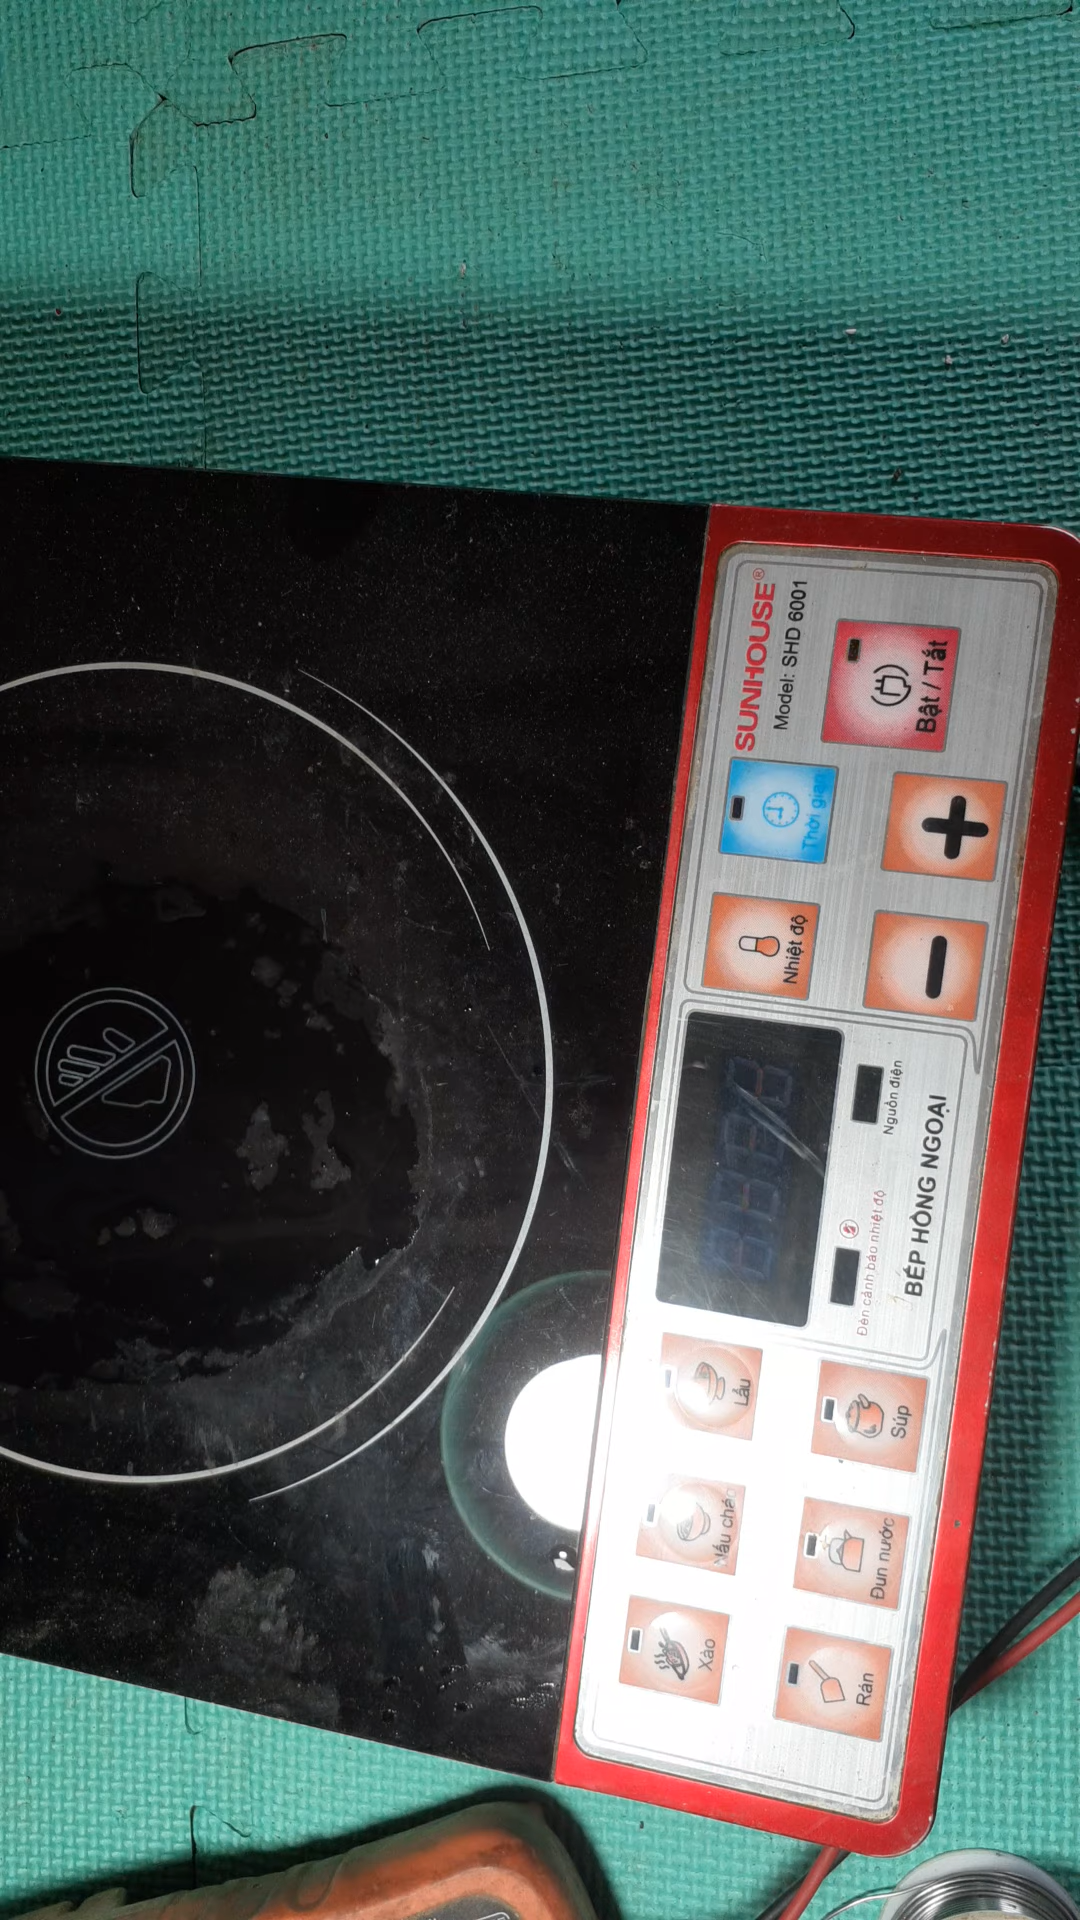 Xào
Nấu cháo
Lẩu
Rán
Đun nước
Súp
Đèn cảnh báo nhiệt độ
Nguồn điện
BẾP HỒNG NGOẠI
Nhiệt độ
Thời gian
SUNHOUSE®
Model: SHD 6001
Bật / Tắt